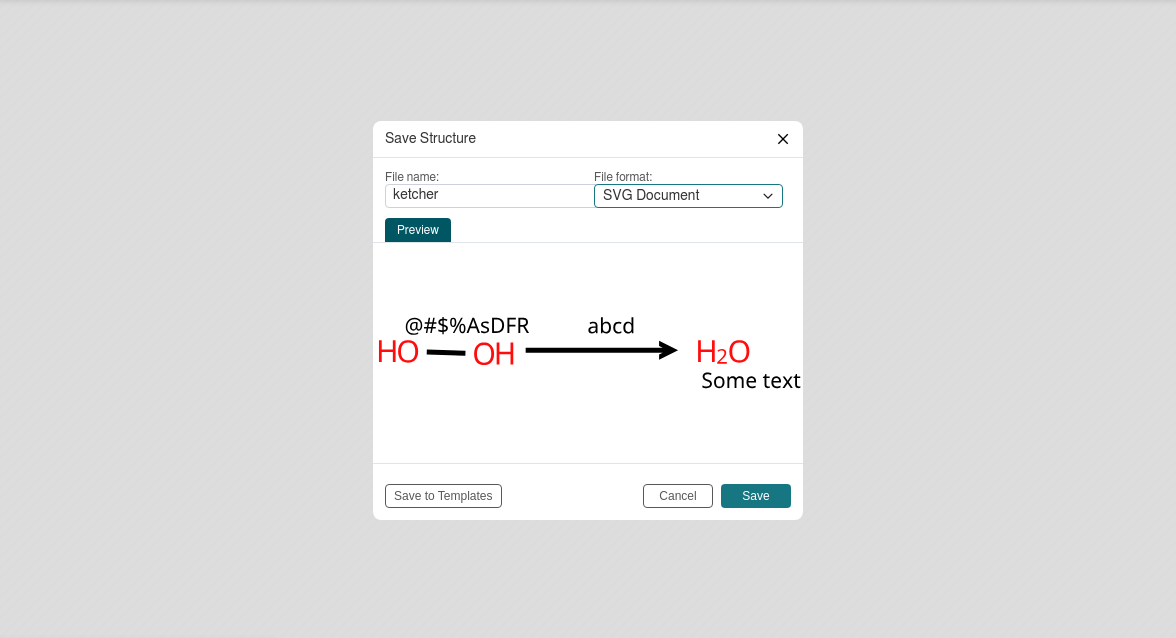 Save Structure
File name:
File format:
ketcher
SVG Document
Preview
@#$%AsDFR
abcd
HO
OH
H₂O
Some text
Save to Templates
Cancel
Save